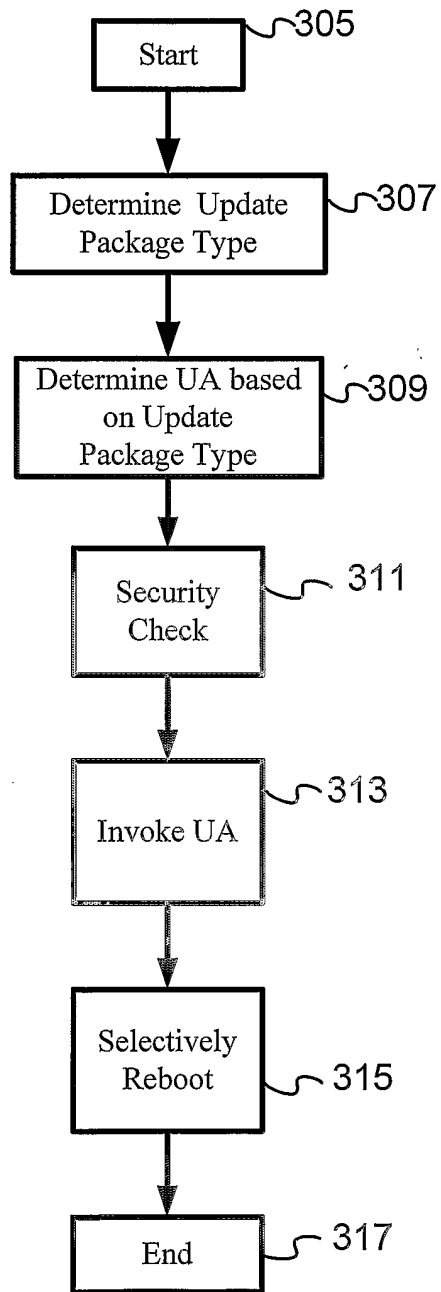 305
Start
307
Determine Update
Package Type
309
Determine UA based
on Update
Package Type
311
Security
Check
313
Invoke UA
Selectively
Reboot
315
End
317